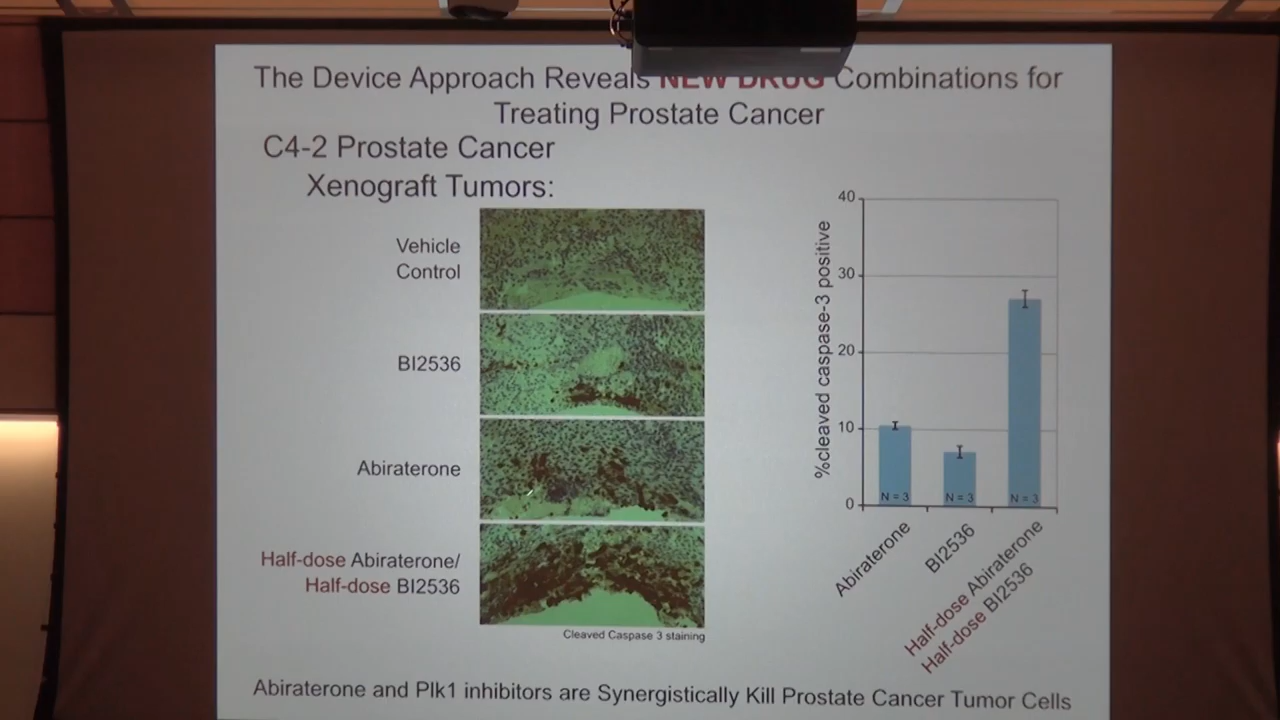 The Device Approach Reveals NEW DRUG Combinations for
Treating Prostate Cancer
C4-2 Prostate Cancer
Xenograft Tumors:
Vehicle
Control
BI2536
Abiraterone
Half-dose Abiraterone/
Half-dose BI2536
Cleaved Caspase 3 staining
%cleaved caspase-3 positive
40
30
20
10
0
N = 3
N = 3
N = 3
Abiraterone
BI2536
Half-dose Abiraterone
Half-dose BI2536
Abiraterone and Plk1 inhibitors are Synergistically Kill Prostate Cancer Tumor Cells